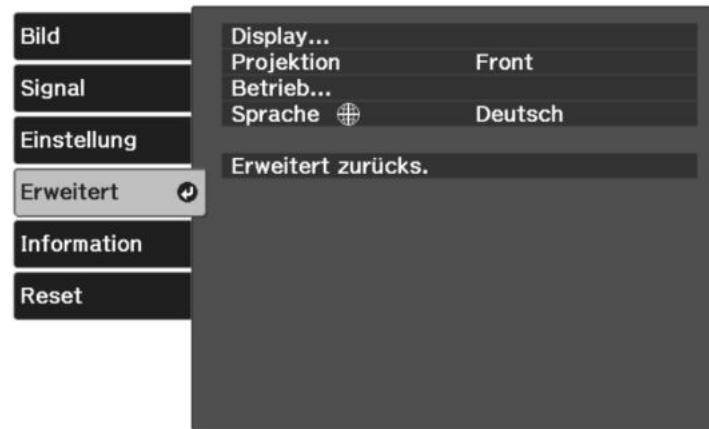 Bild
Signal
Einstellung
Erweitert
Information
Reset
Display...
Projektion Front
Betrieb...
Sprache Deutsch
Erweitert zurücks.